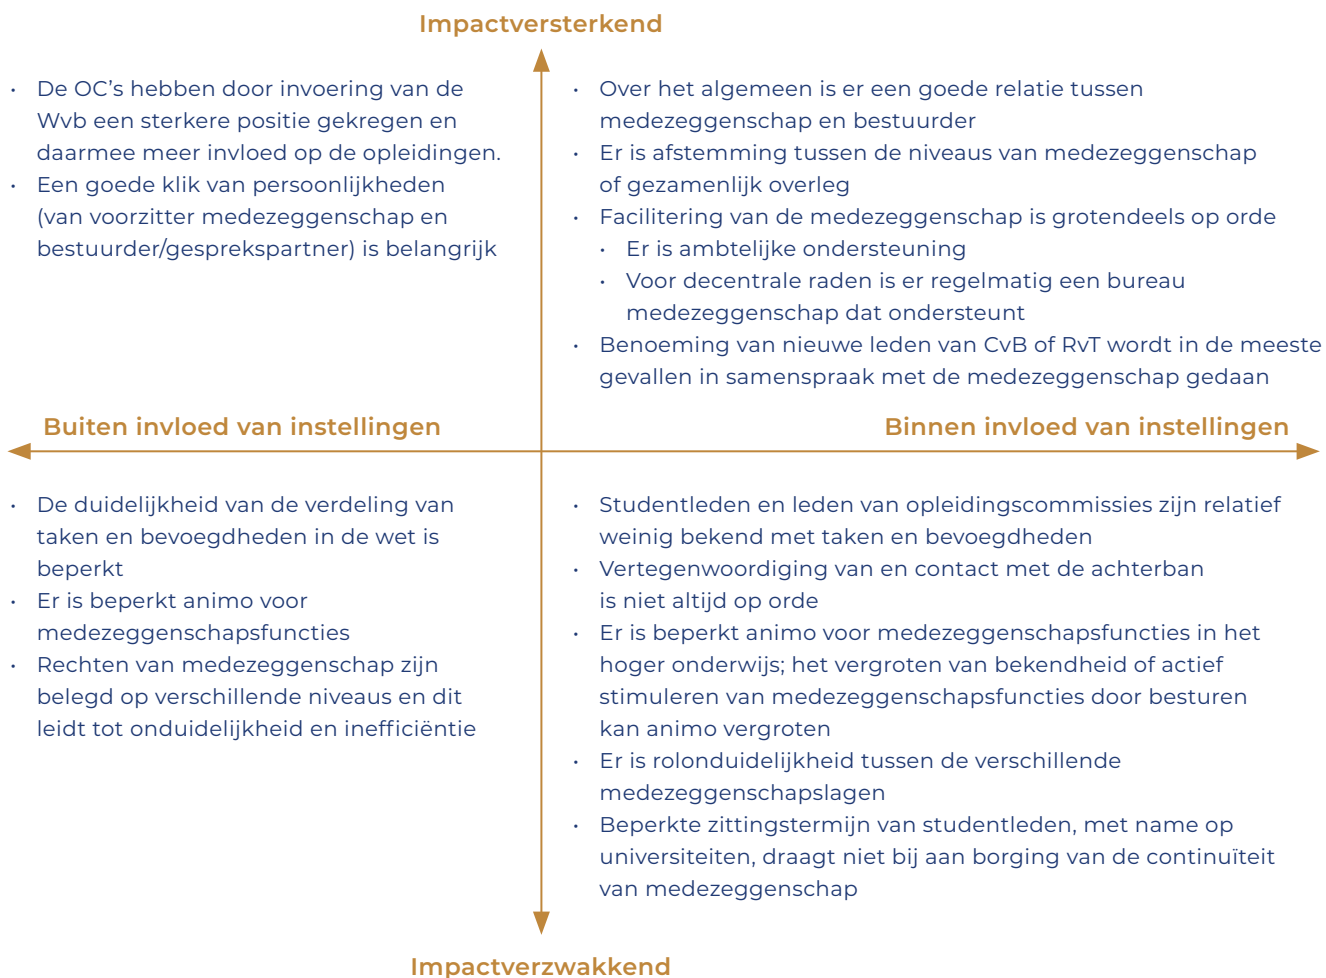 Impactversterkend
• De OC's hebben door invoering van de
Wvb een sterkere positie gekregen en
daarmee meer invloed op de opleidingen.
• Een goede klik van persoonlijkheden
(van voorzitter medezeggenschap en
bestuurder/gesprekspartner) is belangrijk
• Over het algemeen is er een goede relatie tussen
medezeggenschap en bestuurder
• Er is afstemming tussen de niveaus van medezeggenschap
of gezamenlijk overleg
• Facilitering van de medezeggenschap is grotendeels op orde
• Er is ambtelijke ondersteuning
• Voor decentrale raden is er regelmatig een bureau
medezeggenschap dat ondersteunt
• Benoeming van nieuwe leden van CvB of RvT wordt in de meeste
gevallen in samenspraak met de medezeggenschap gedaan
Buiten invloed van instellingen
Binnen invloed van instellingen
• De duidelijkheid van de verdeling van
taken en bevoegdheden in de wet is
beperkt
• Er is beperkt animo voor
medezeggenschapsfuncties
• Rechten van medezeggenschap zijn
belegd op verschillende niveaus en dit
leidt tot onduidelijkheid en inefficiëntie
• Studentleden en leden van opleidingscommissies zijn relatief
weinig bekend met taken en bevoegdheden
• Vertegenwoordiging van en contact met de achterban
is niet altijd op orde
• Er is beperkt animo voor medezeggenschapsfuncties in het
hoger onderwijs; het vergroten van bekendheid of actief
stimuleren van medezeggenschapsfuncties door besturen
kan animo vergroten
• Er is rolonduidelijkheid tussen de verschillende
medezeggenschapslagen
• Beperkte zittingstermijn van studentleden, met name op
universiteiten, draagt niet bij aan borging van de continuïteit
van medezeggenschap
Impactverzwakkend